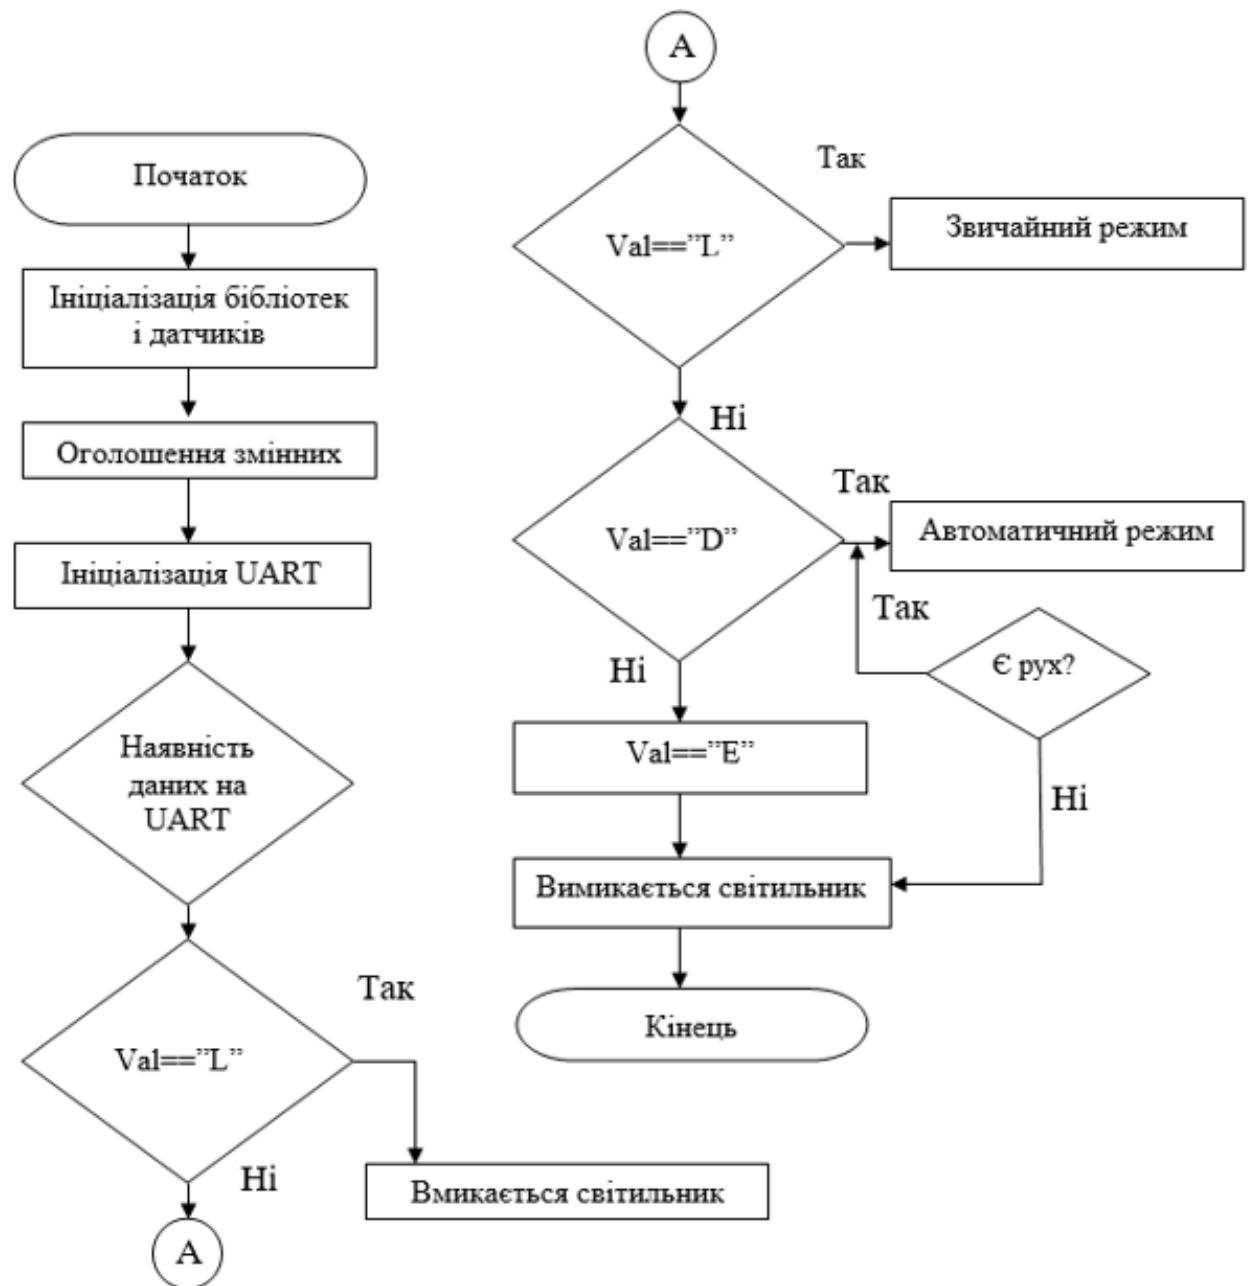 Початок
Ініціалізація бібліотек
і датчиків
Оголошення змінних
Ініціалізація UART
Наявність
даних на
UART
Val==”L”
Так
Ні
Вмикається світильник
A
A
Val==”L”
Так
Звичайний режим
Ні
Val==”D”
Так
Автоматичний режим
Так
Є рух?
Ні
Ні
Val==”E”
Вимикається світильник
Кінець